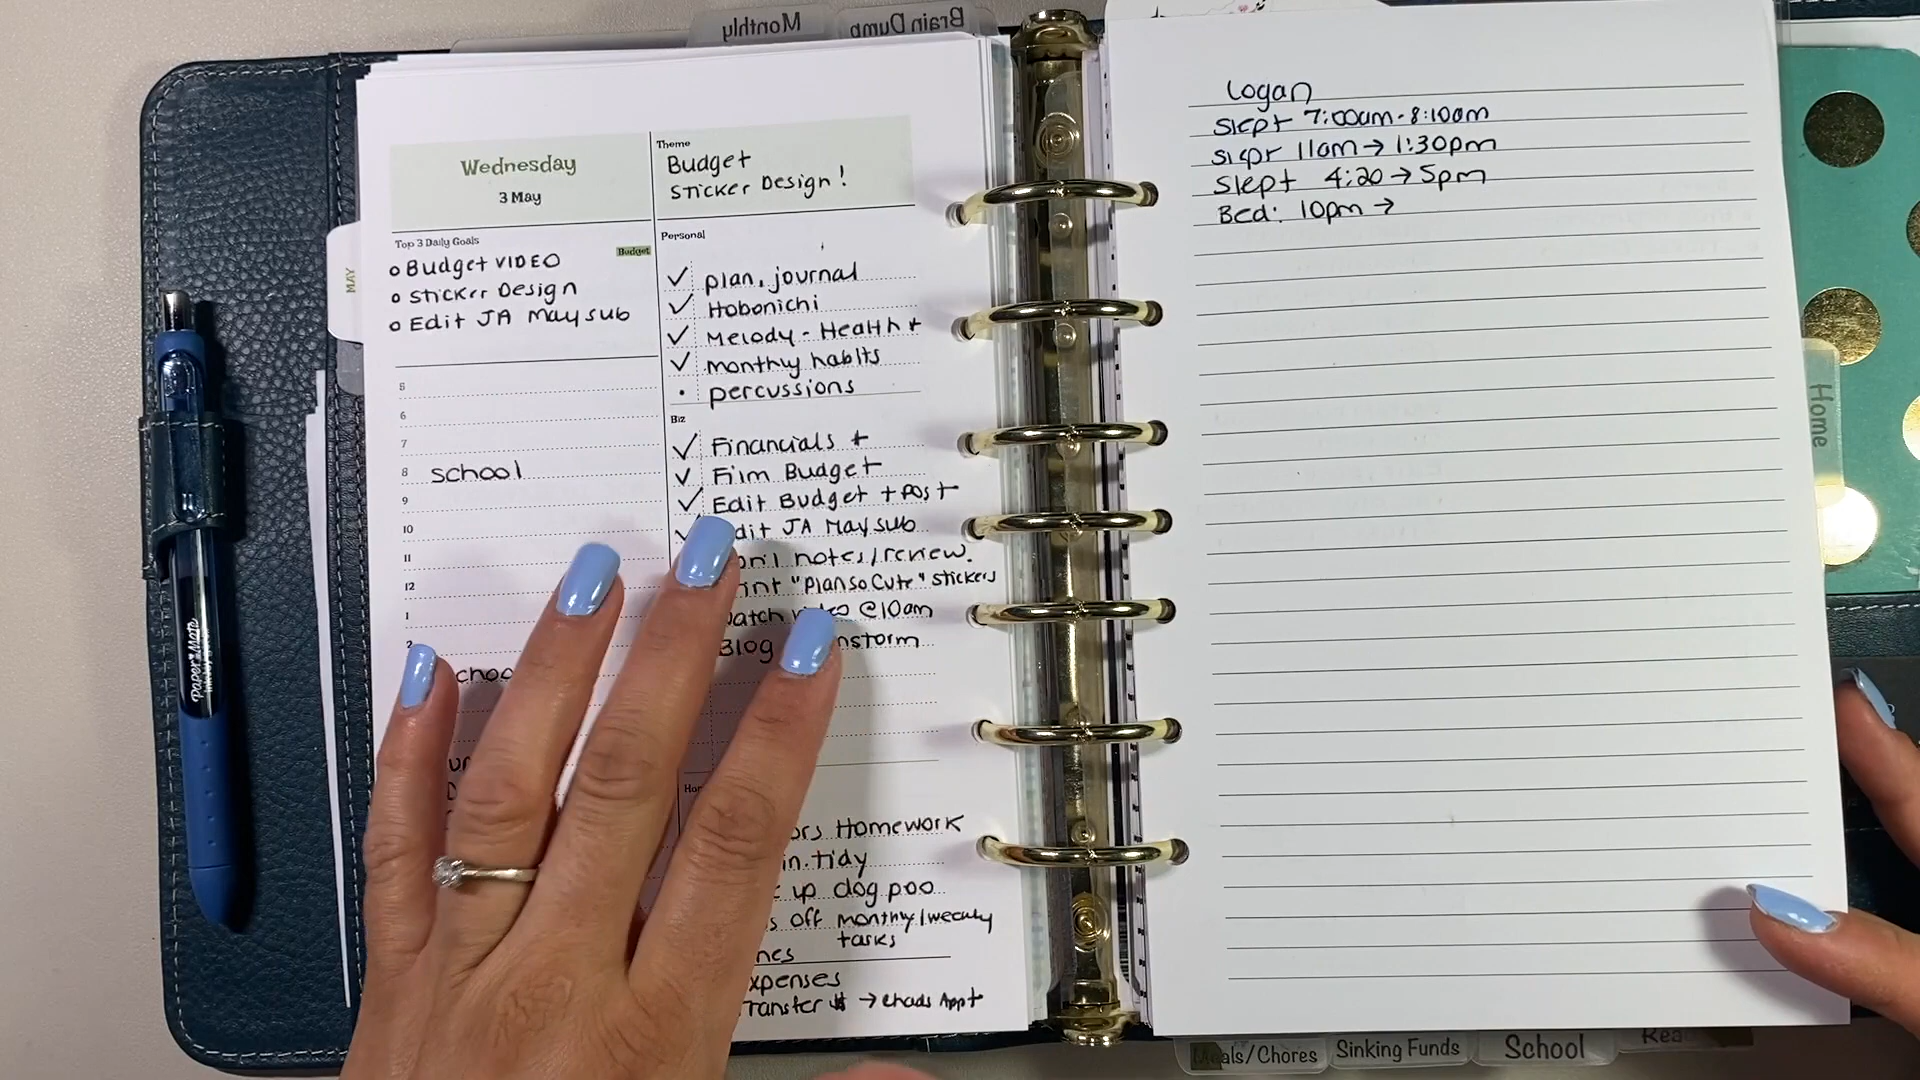 Monthly
Brain Dump
Wednesday
3 May
Theme
Budget
Sticker Design!
MAY
Top 3 Daily Goals
Budget
o Budget VIDEO
o Sticker Design
o Edit JA May sub
5
6
7
8 school
9
10
11
12
1
2
Personal
✓ plan, journal
✓ Hobonichi
✓ Melody - Health +
✓ monthly habits
• percussions
Biz
✓ Financials +
✓ Film Budget
✓ Edit Budget + Post
✓ Edit JA May sub
notes/review.
"Plan so Cute" stickers
@10am
Blog
Homework
tidy
up dog poo
off monthly/weekly
tasks
→ Chads Appt
PaperMate
InkJoy
Logan
Slept 7:00am - 8:10am
Slept 11am → 1:30pm
Slept 4:20 → 5pm
Bed: 10pm →
Home
Meals/Chores
Sinking Funds
School